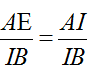 AE/IB = AI/IB